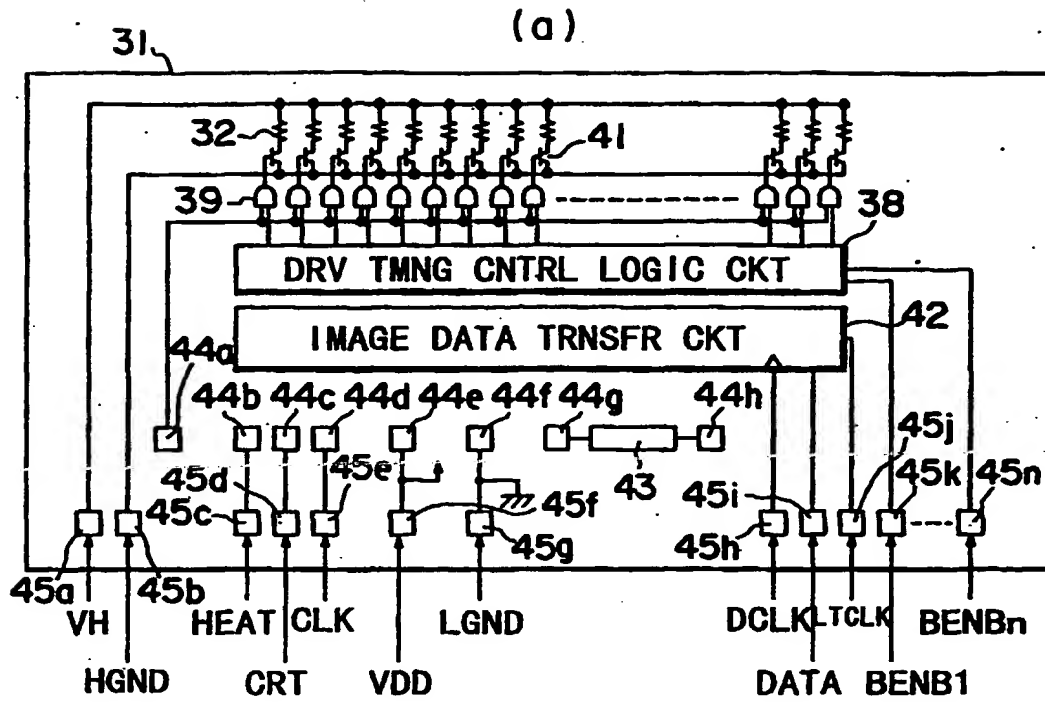 (a)
31
32
41
39
38
DRV TMNG CNTRL LOGIC CKT
42
IMAGE DATA TRNSFR CKT
44a
44b 44c 44d 44e 44f 44g 44h
43
45j
45d 45e 45i 45k 45n
45c 45f
45g 45h
45a 45b
VH HEAT CLK LGND DCLK LTCLK BENBn
HGND CRT VDD DATA BENB1